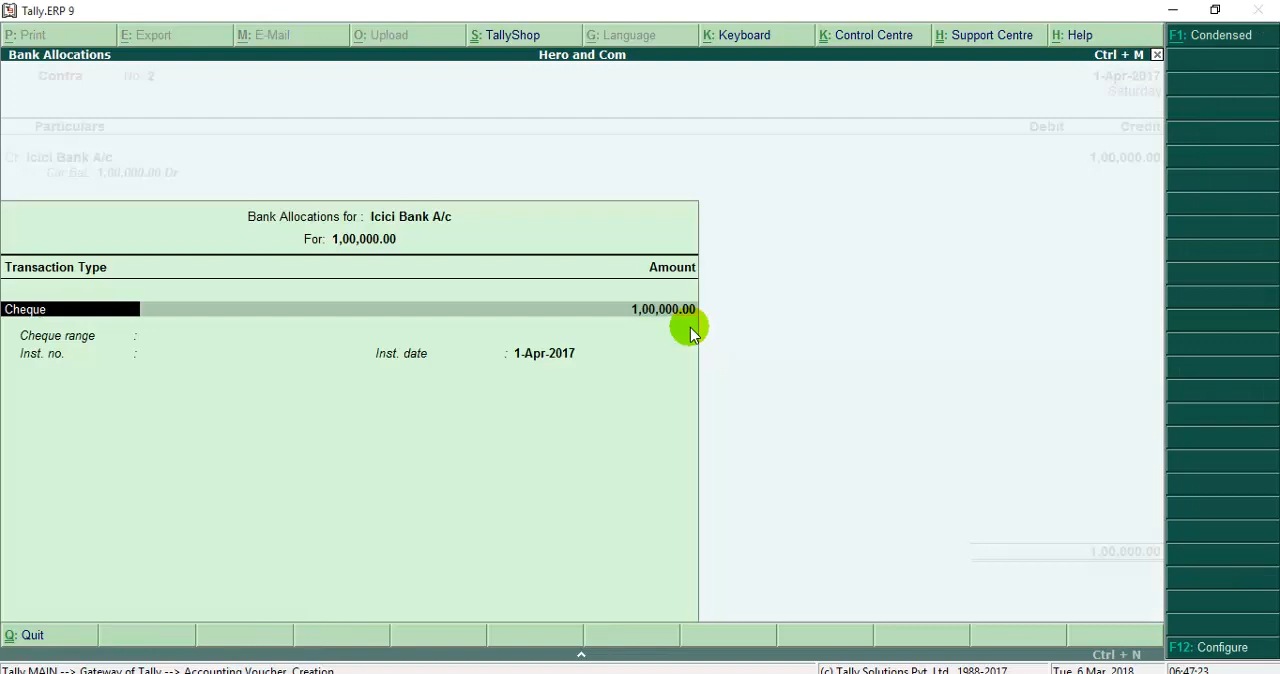 Tally.ERP 9
P: Print E: Export M: E-Mail O: Upload S: TallyShop G: Language K: Keyboard K: Control Centre H: Support Centre H: Help F1: Condensed
Bank Allocations Hero and Com Ctrl + M
Contra No. 2 1-Apr-2017
Saturday
Particulars Debit Credit
Cr Icici Bank A/c 1,00,000.00
Cur Bal: 1,00,000.00 Dr
Bank Allocations for : Icici Bank A/c
For: 1,00,000.00
Transaction Type Amount
Cheque 1,00,000.00
Cheque range :
Inst. no. : Inst. date : 1-Apr-2017
1,00,000.00
Q: Quit
F12: Configure
Ctrl + N
Tally MAIN --> Gateway of Tally --> Accounting Voucher Creation (c) Tally Solutions Pvt. Ltd., 1988-2017 Tue, 6 Mar, 2018 06:47:23